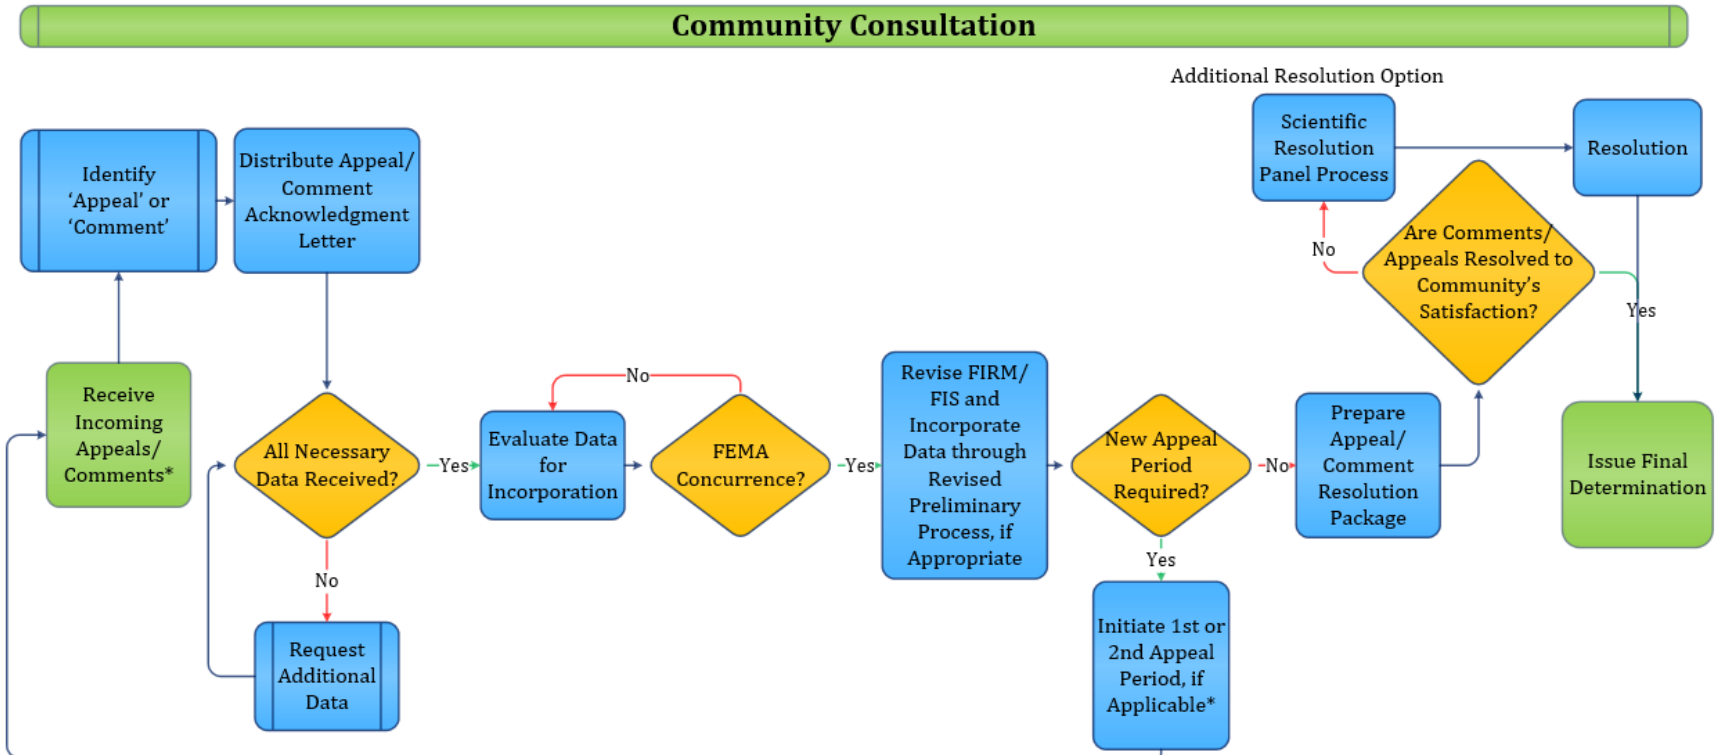 Community Consultation
Additional Resolution Option
Identify
‘Appeal’ or
‘Comment’
Distribute Appeal/
Comment
Acknowledgment
Letter
Scientific
Resolution
Panel Process
Resolution
Are Comments/
Appeals Resolved to
Community’s
Satisfaction?
No
Yes
Receive
Incoming
Appeals/
Comments*
All Necessary
Data Received?
Yes
No
Request
Additional
Data
Evaluate Data
for
Incorporation
No
FEMA
Concurrence?
Yes
Revise FIRM/
FIS and
Incorporate
Data through
Revised
Preliminary
Process, if
Appropriate
New Appeal
Period
Required?
No
Yes
Initiate 1st or
2nd Appeal
Period, if
Applicable*
Prepare
Appeal/
Comment
Resolution
Package
Issue Final
Determination